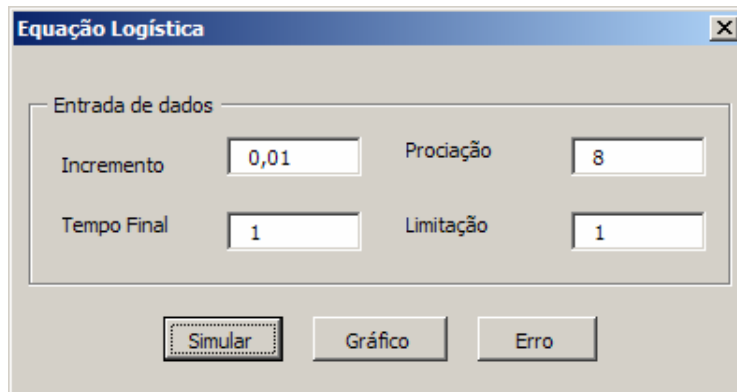 Equação Logística
Entrada de dados
Incremento 0,01 Prociação 8
Tempo Final 1 Limitação 1
Simular Gráfico Erro